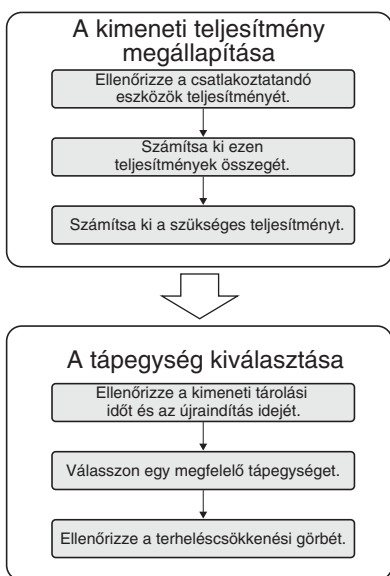 A kimeneti teljesítmény
megállapítása
Ellenőrizze a csatlakoztatandó
eszközök teljesítményét.
Számítsa ki ezen
teljesítmények összegét.
Számítsa ki a szükséges teljesítményt.
A tápegység kiválasztása
Ellenőrizze a kimeneti tárolási
időt és az újraindítás idejét.
Válasszon egy megfelelő tápegységet.
Ellenőrizze a terheléscsökkenési görbét.